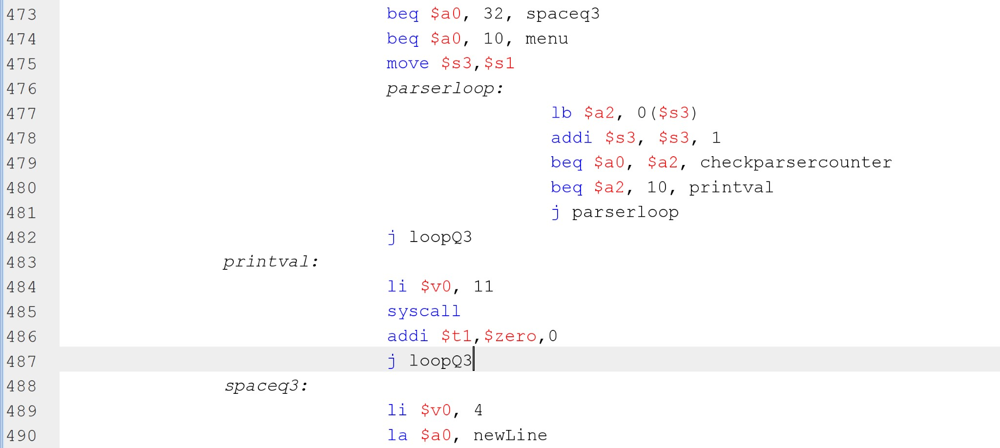 473 beq $a0, 32, spaceq3
474 beq $a0, 10, menu
475 move $s3,$s1
476 parserloop:
477 lb $a2, 0($s3)
478 addi $s3, $s3, 1
479 beq $a0, $a2, checkparsercounter
480 beq $a2, 10, printval
481 j parserloop
482 j loopQ3
483 printval:
484 li $v0, 11
485 syscall
486 addi $t1,$zero,0
487 j loopQ3
488 spaceq3:
489 li $v0, 4
490 la $a0, newLine